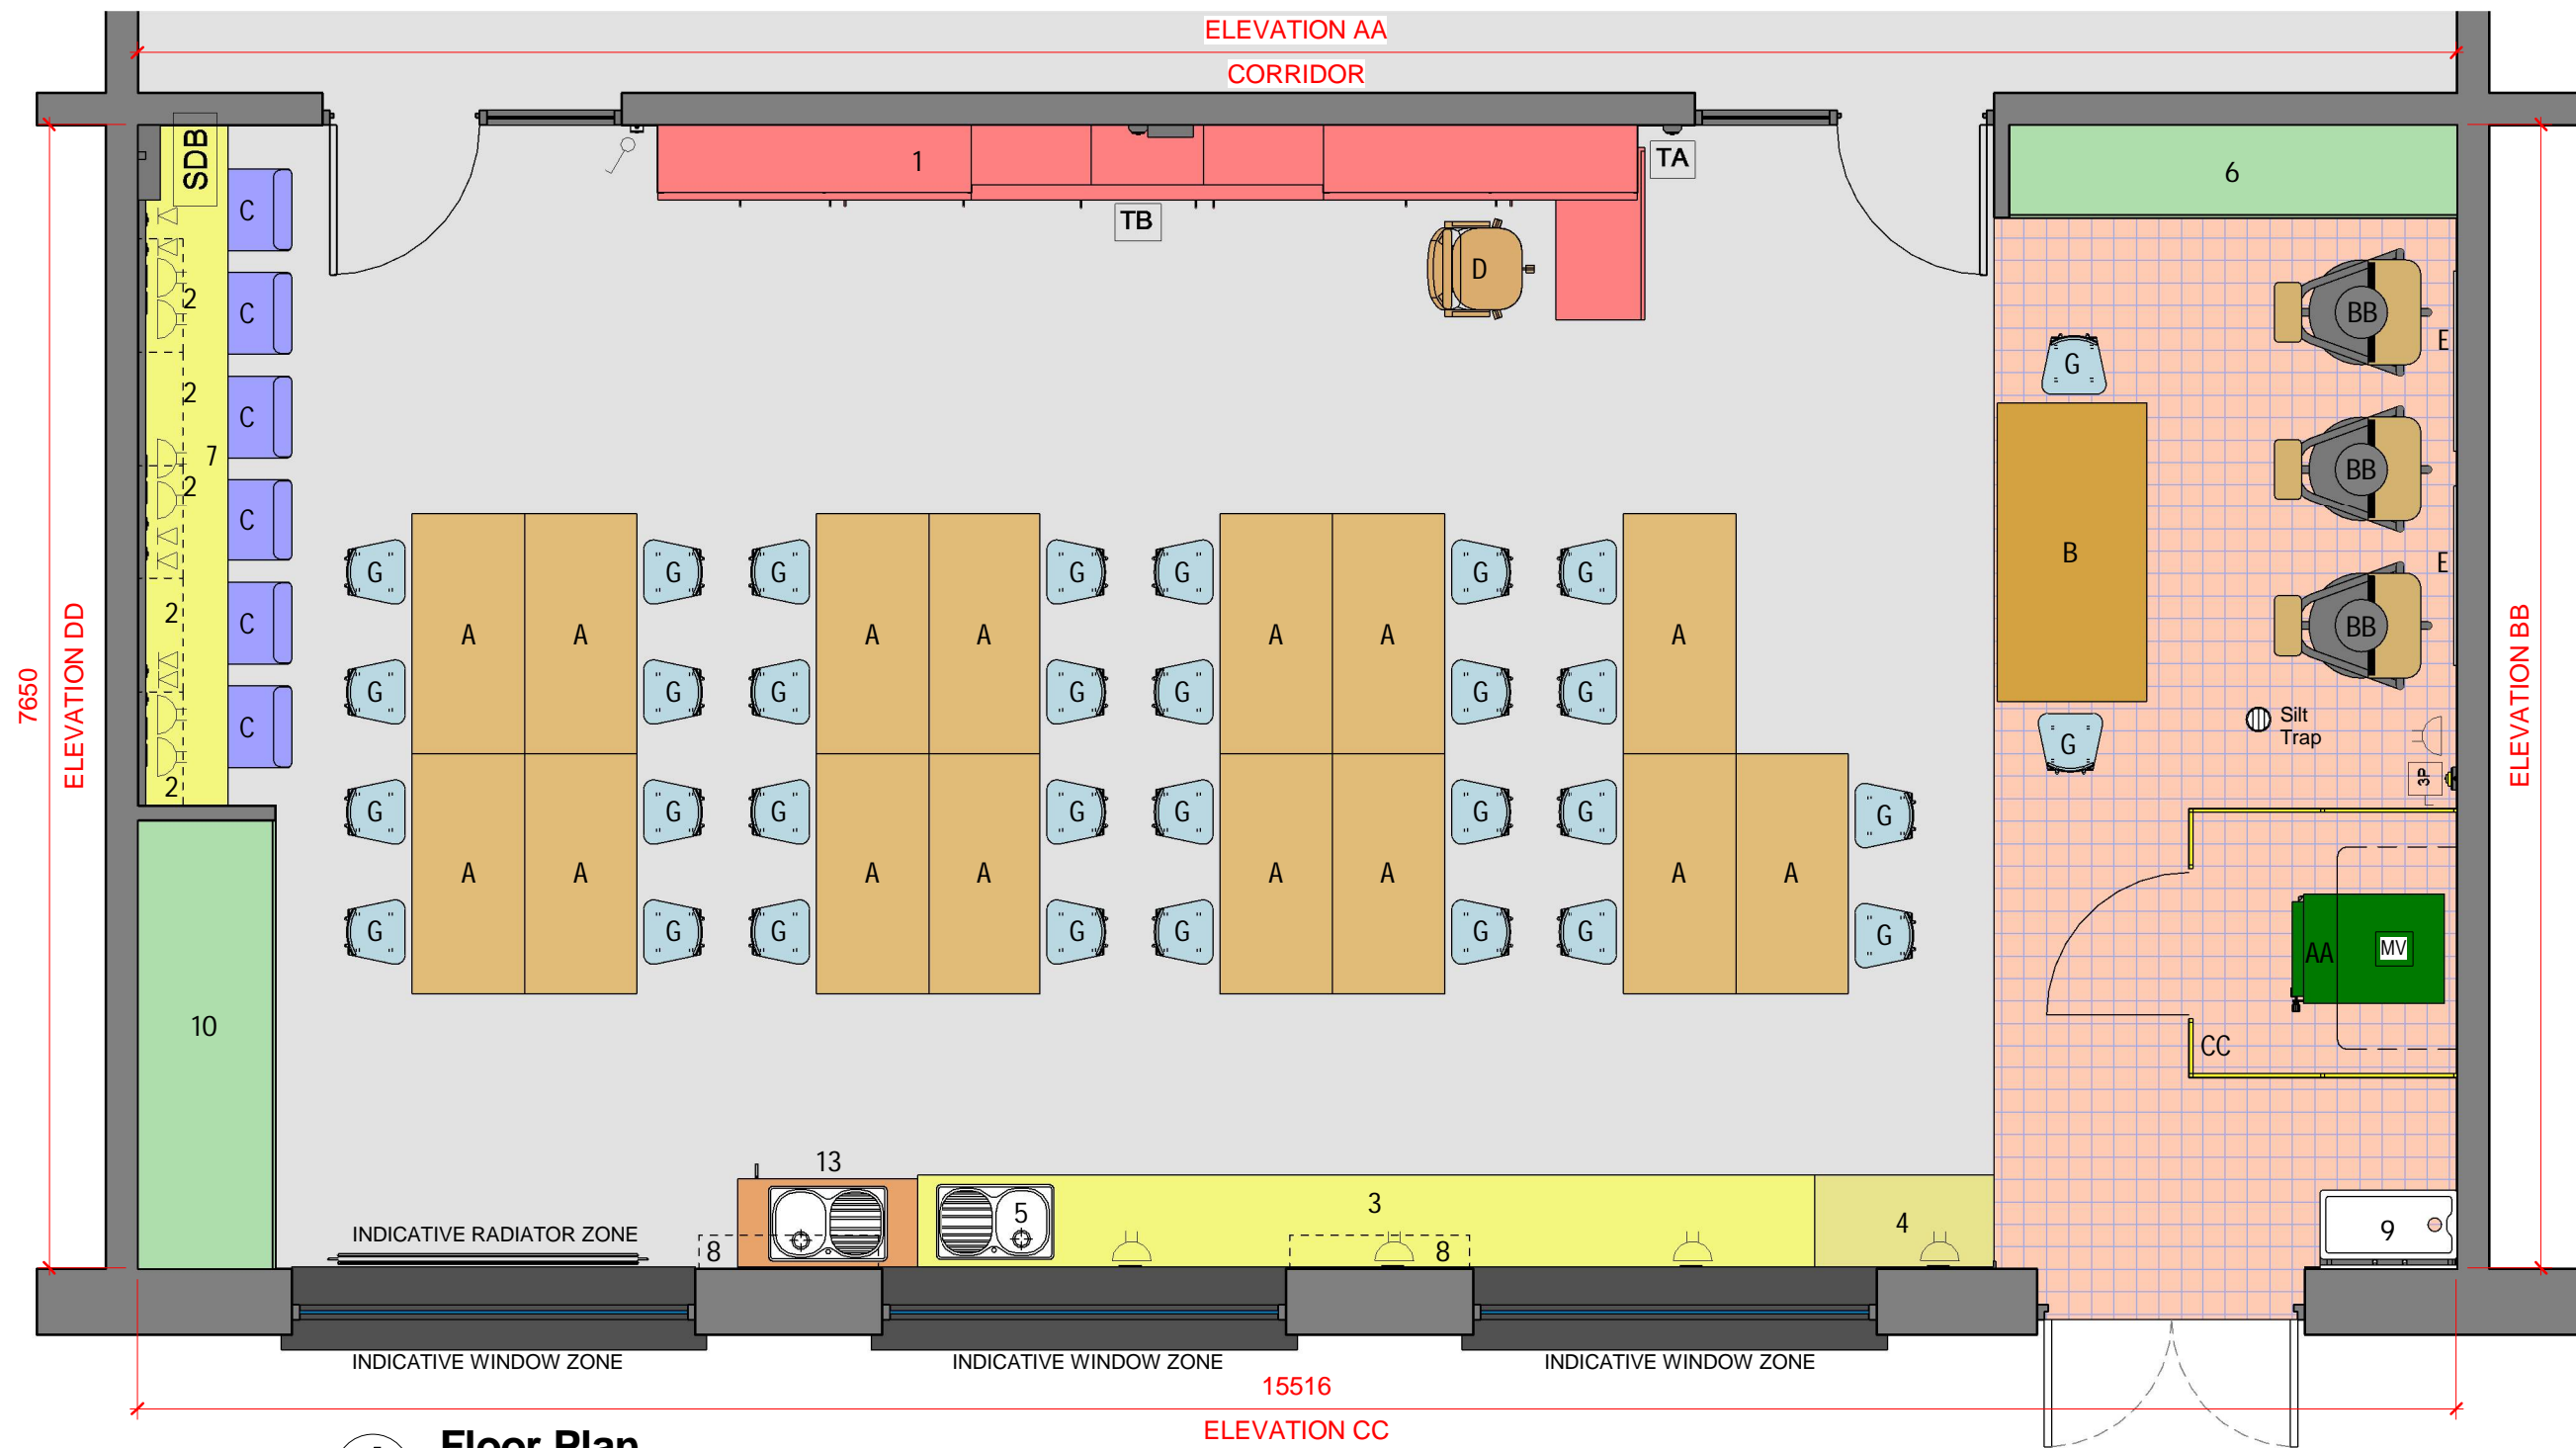 ELEVATION AA
CORRIDOR
SDB
1
TA
6
TB
C
D
C
C
C
C
C
2
2
7
2
2
2
BB
E
BB
E
BB
G
B
G
Silt
Trap
3P
7650
ELEVATION DD
ELEVATION BB
G G G G G G G
A A A A A A A
G G G G G G G
G G G G G G G G
A A A A A A A A
G G G G G G G G
10
AA
MV
CC
13
5
3
4
9
8
8
INDICATIVE RADIATOR ZONE
INDICATIVE WINDOW ZONE
INDICATIVE WINDOW ZONE
INDICATIVE WINDOW ZONE
15516
ELEVATION CC
Floor Plan